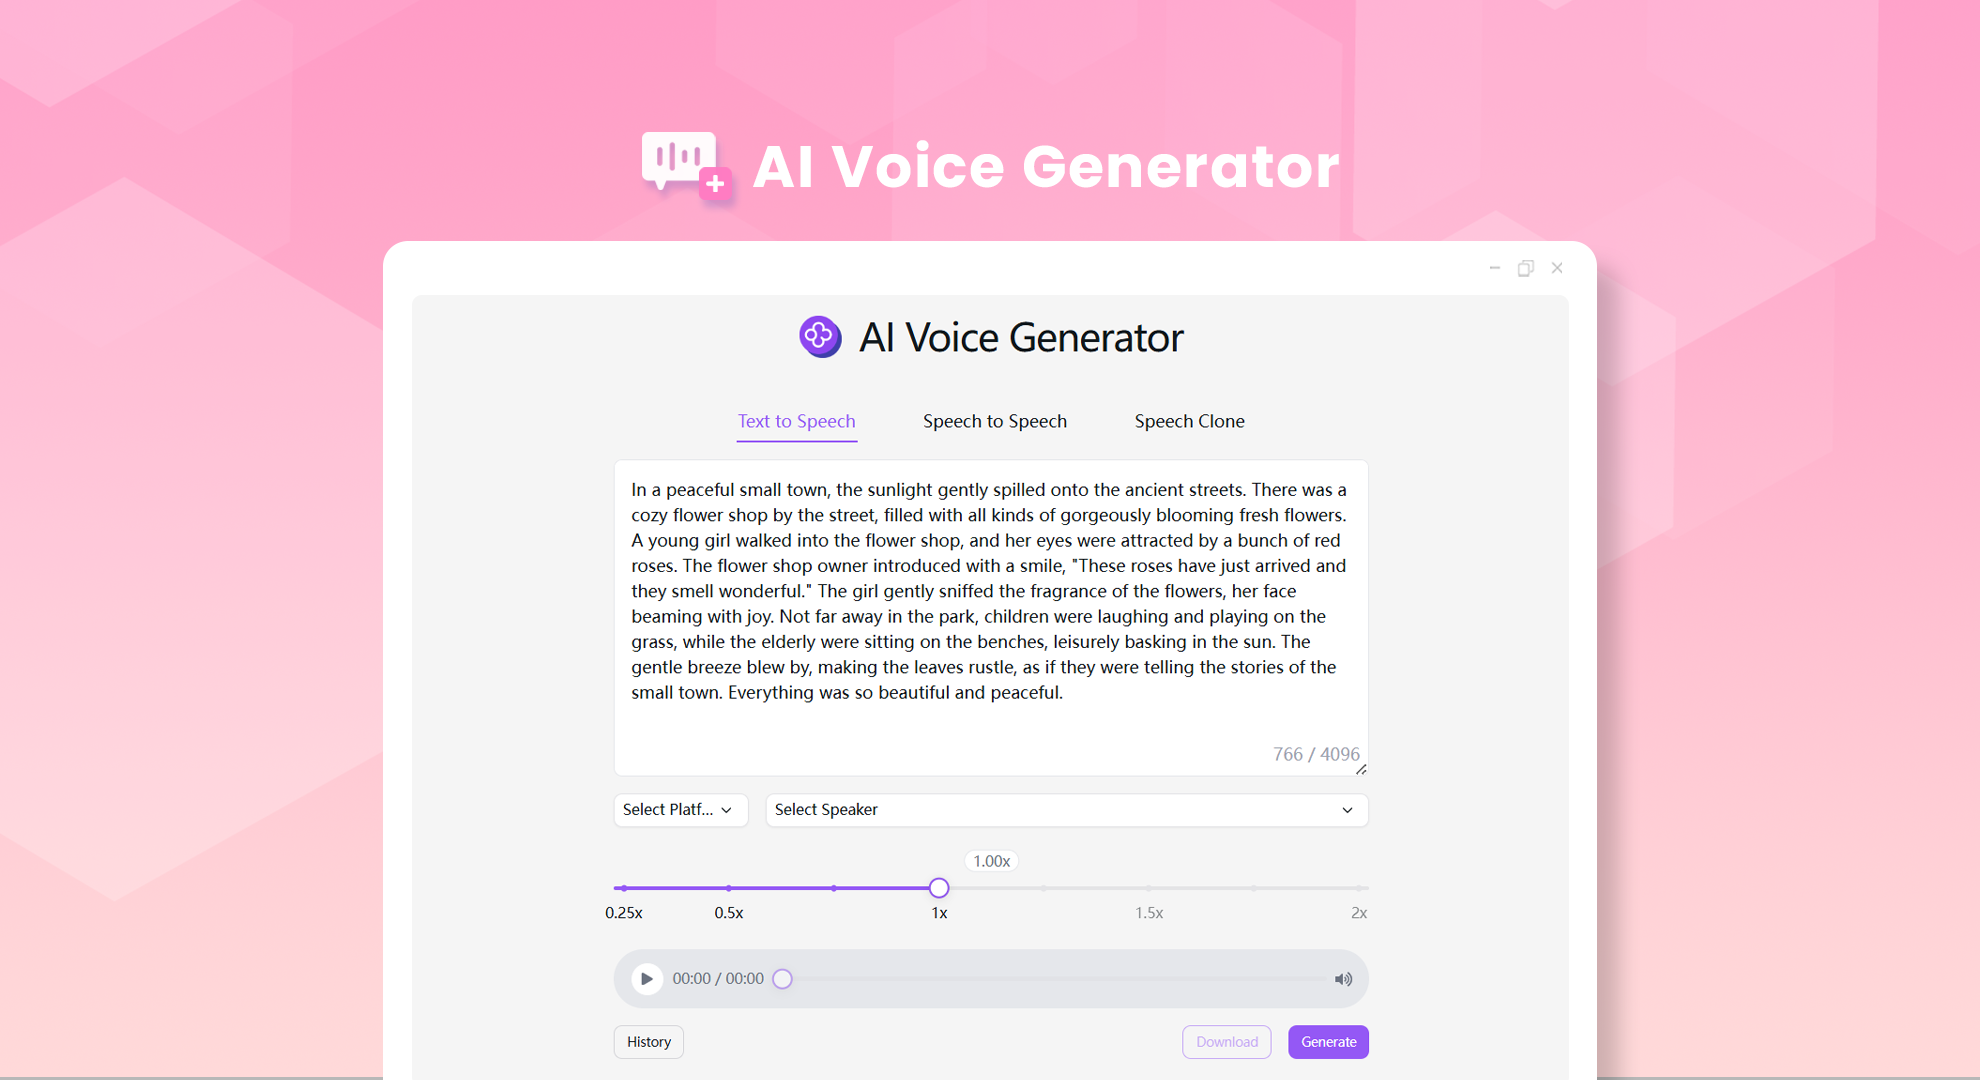 AI Voice Generator
AI Voice Generator
Text to Speech
Speech to Speech
Speech Clone
In a peaceful small town, the sunlight gently spilled onto the ancient streets. There was a
cozy flower shop by the street, filled with all kinds of gorgeously blooming fresh flowers.
A young girl walked into the flower shop, and her eyes were attracted by a bunch of red
roses. The flower shop owner introduced with a smile, "These roses have just arrived and
they smell wonderful." The girl gently sniffed the fragrance of the flowers, her face
beaming with joy. Not far away in the park, children were laughing and playing on the
grass, while the elderly were sitting on the benches, leisurely basking in the sun. The
gentle breeze blew by, making the leaves rustle, as if they were telling the stories of the
small town. Everything was so beautiful and peaceful.
766 / 4096
Select Platf...
Select Speaker
1.00x
0.25x
0.5x
1x
1.5x
2x
00:00 / 00:00
History
Download
Generate